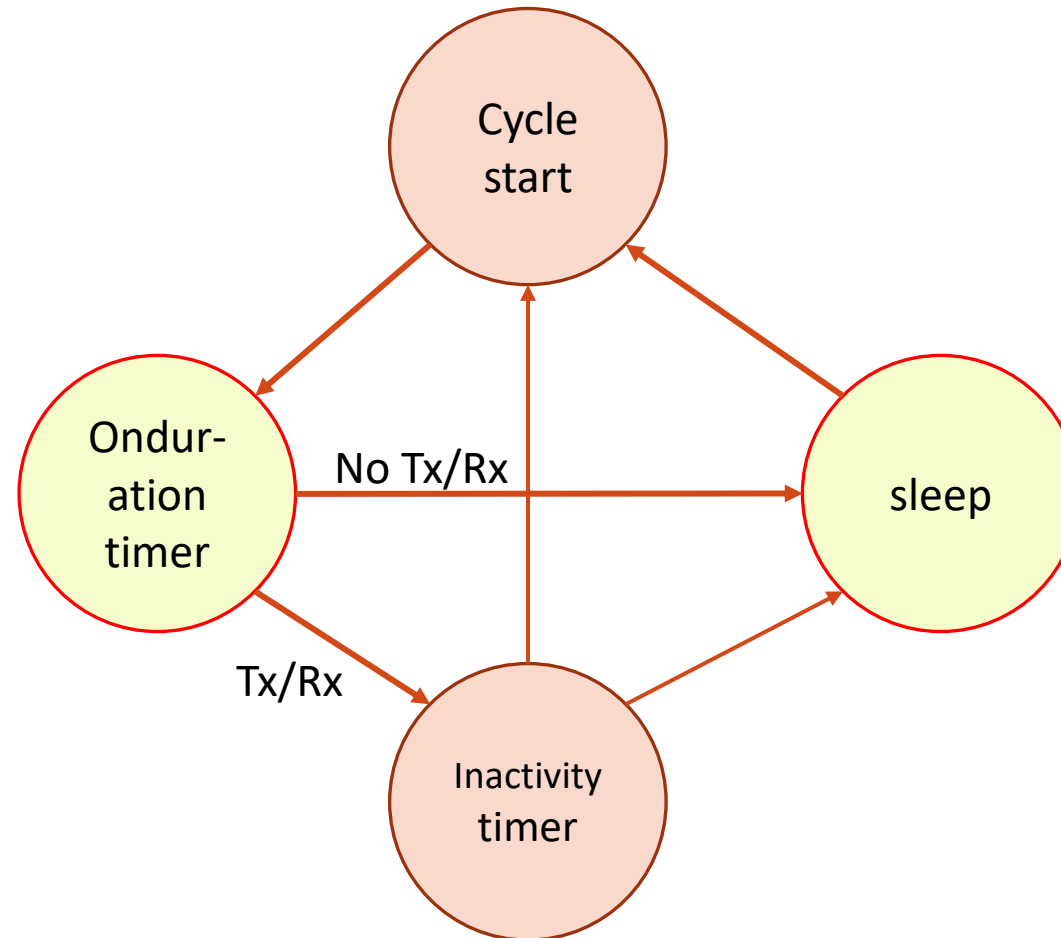 Cycle
start
Ondur-
ation
timer
No Tx/Rx
sleep
Tx/Rx
Inactivity
timer